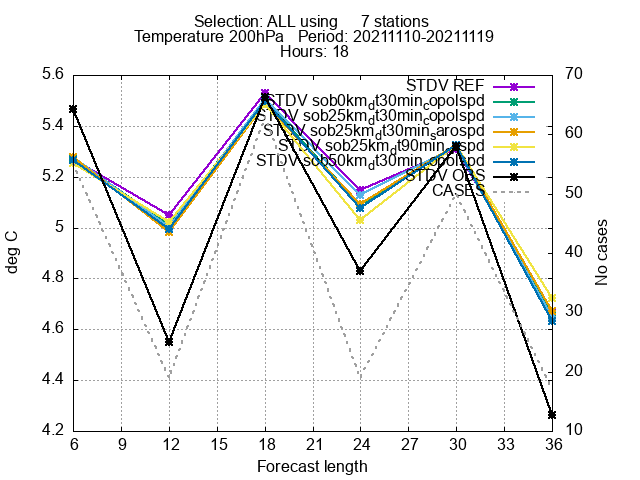 Selection: ALL using 7 stations
Temperature 200hPa Period: 20211110-20211119
Hours: 18
5.6
5.4
5.2
5
4.8
4.6
4.4
4.2
70
60
50
40
30
20
10
6 9 12 15 18 21 24 27 30 33 36
deg C
No cases
Forecast length
STDV REF
STDV sob0km_dt30min_copolspd
STDV sob25km_dt30min_copolspd
STDV sob25km_dt30min_sarospd
STDV sob25km_dt90min
STDV sob50km_dt30min
STDV OBS
CASES